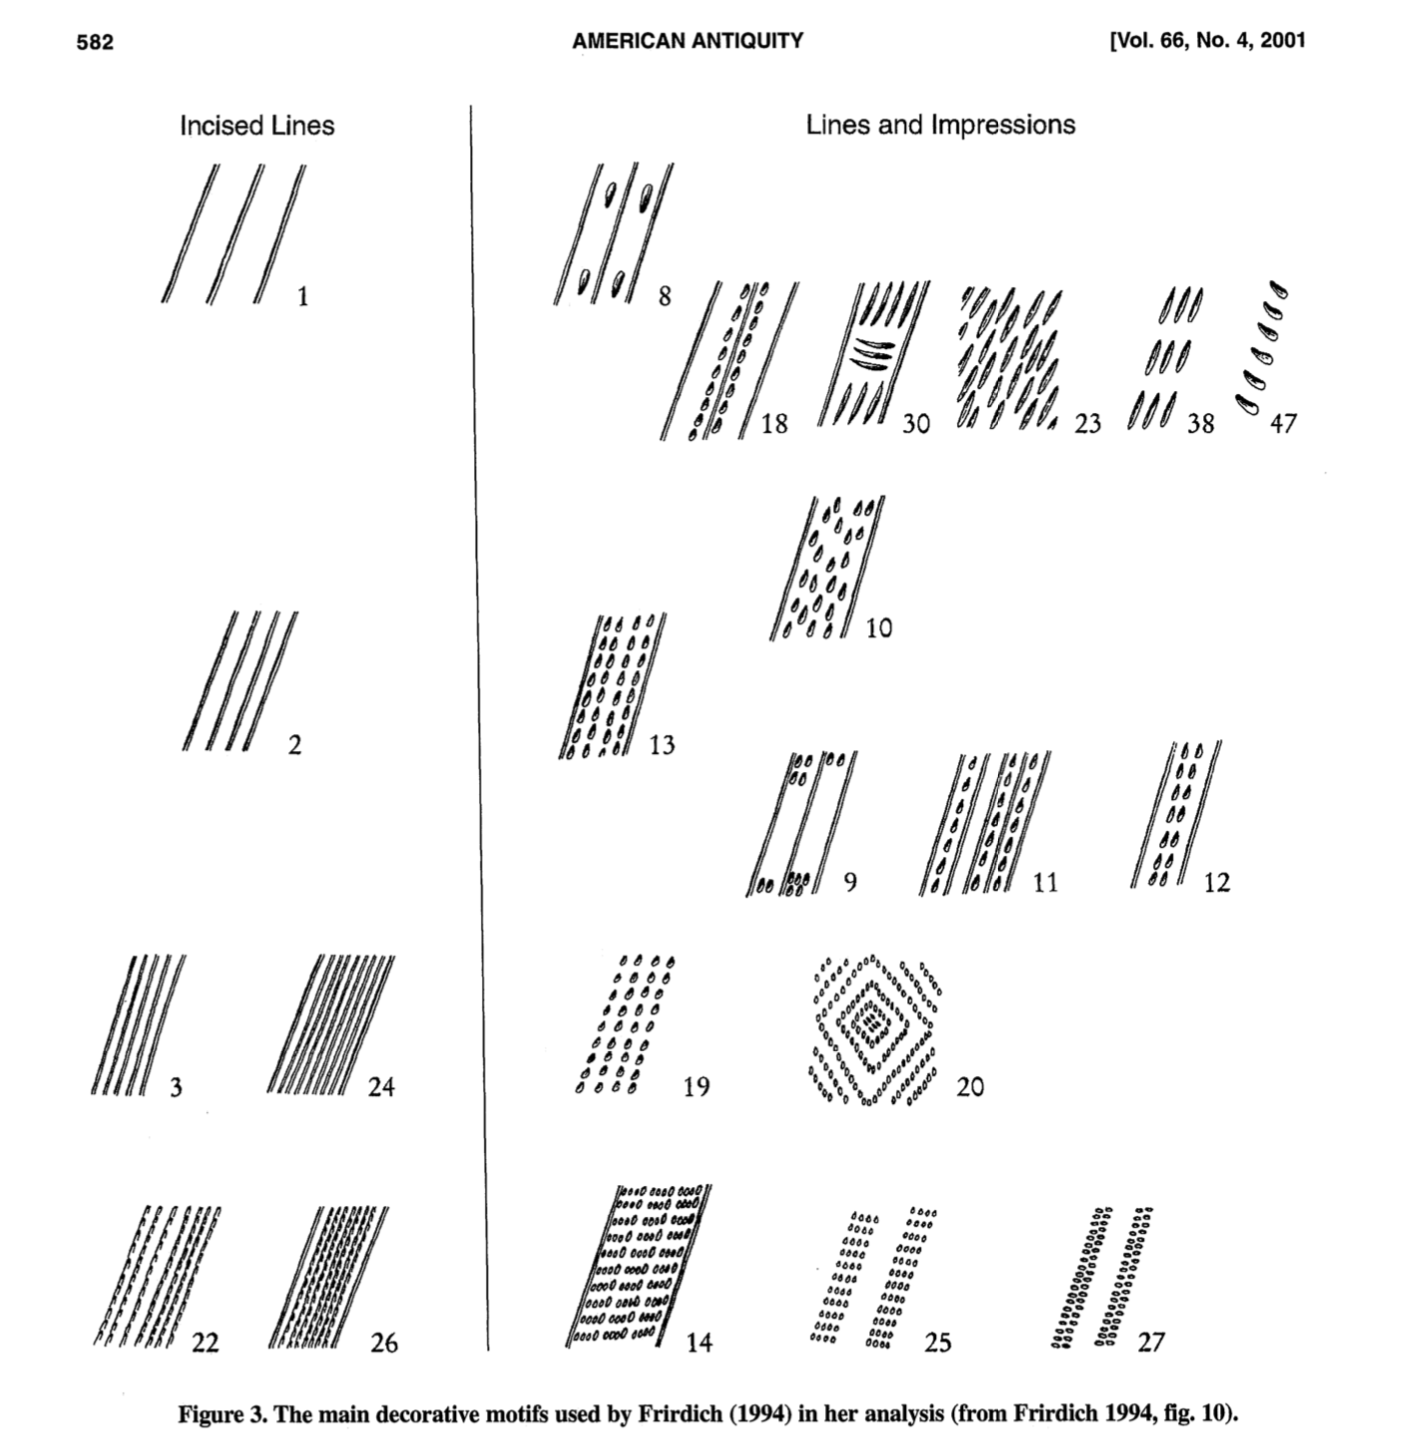 582 AMERICAN ANTIQUITY [Vol. 66, No. 4, 2001
Incised Lines Lines and Impressions
1 8
18 30 23 38 47
10
2 13
9 11 12
3 24 19 20
22 26 14 25 27
Figure 3. The main decorative motifs used by Frirdich (1994) in her analysis (from Frirdich 1994, fig. 10).